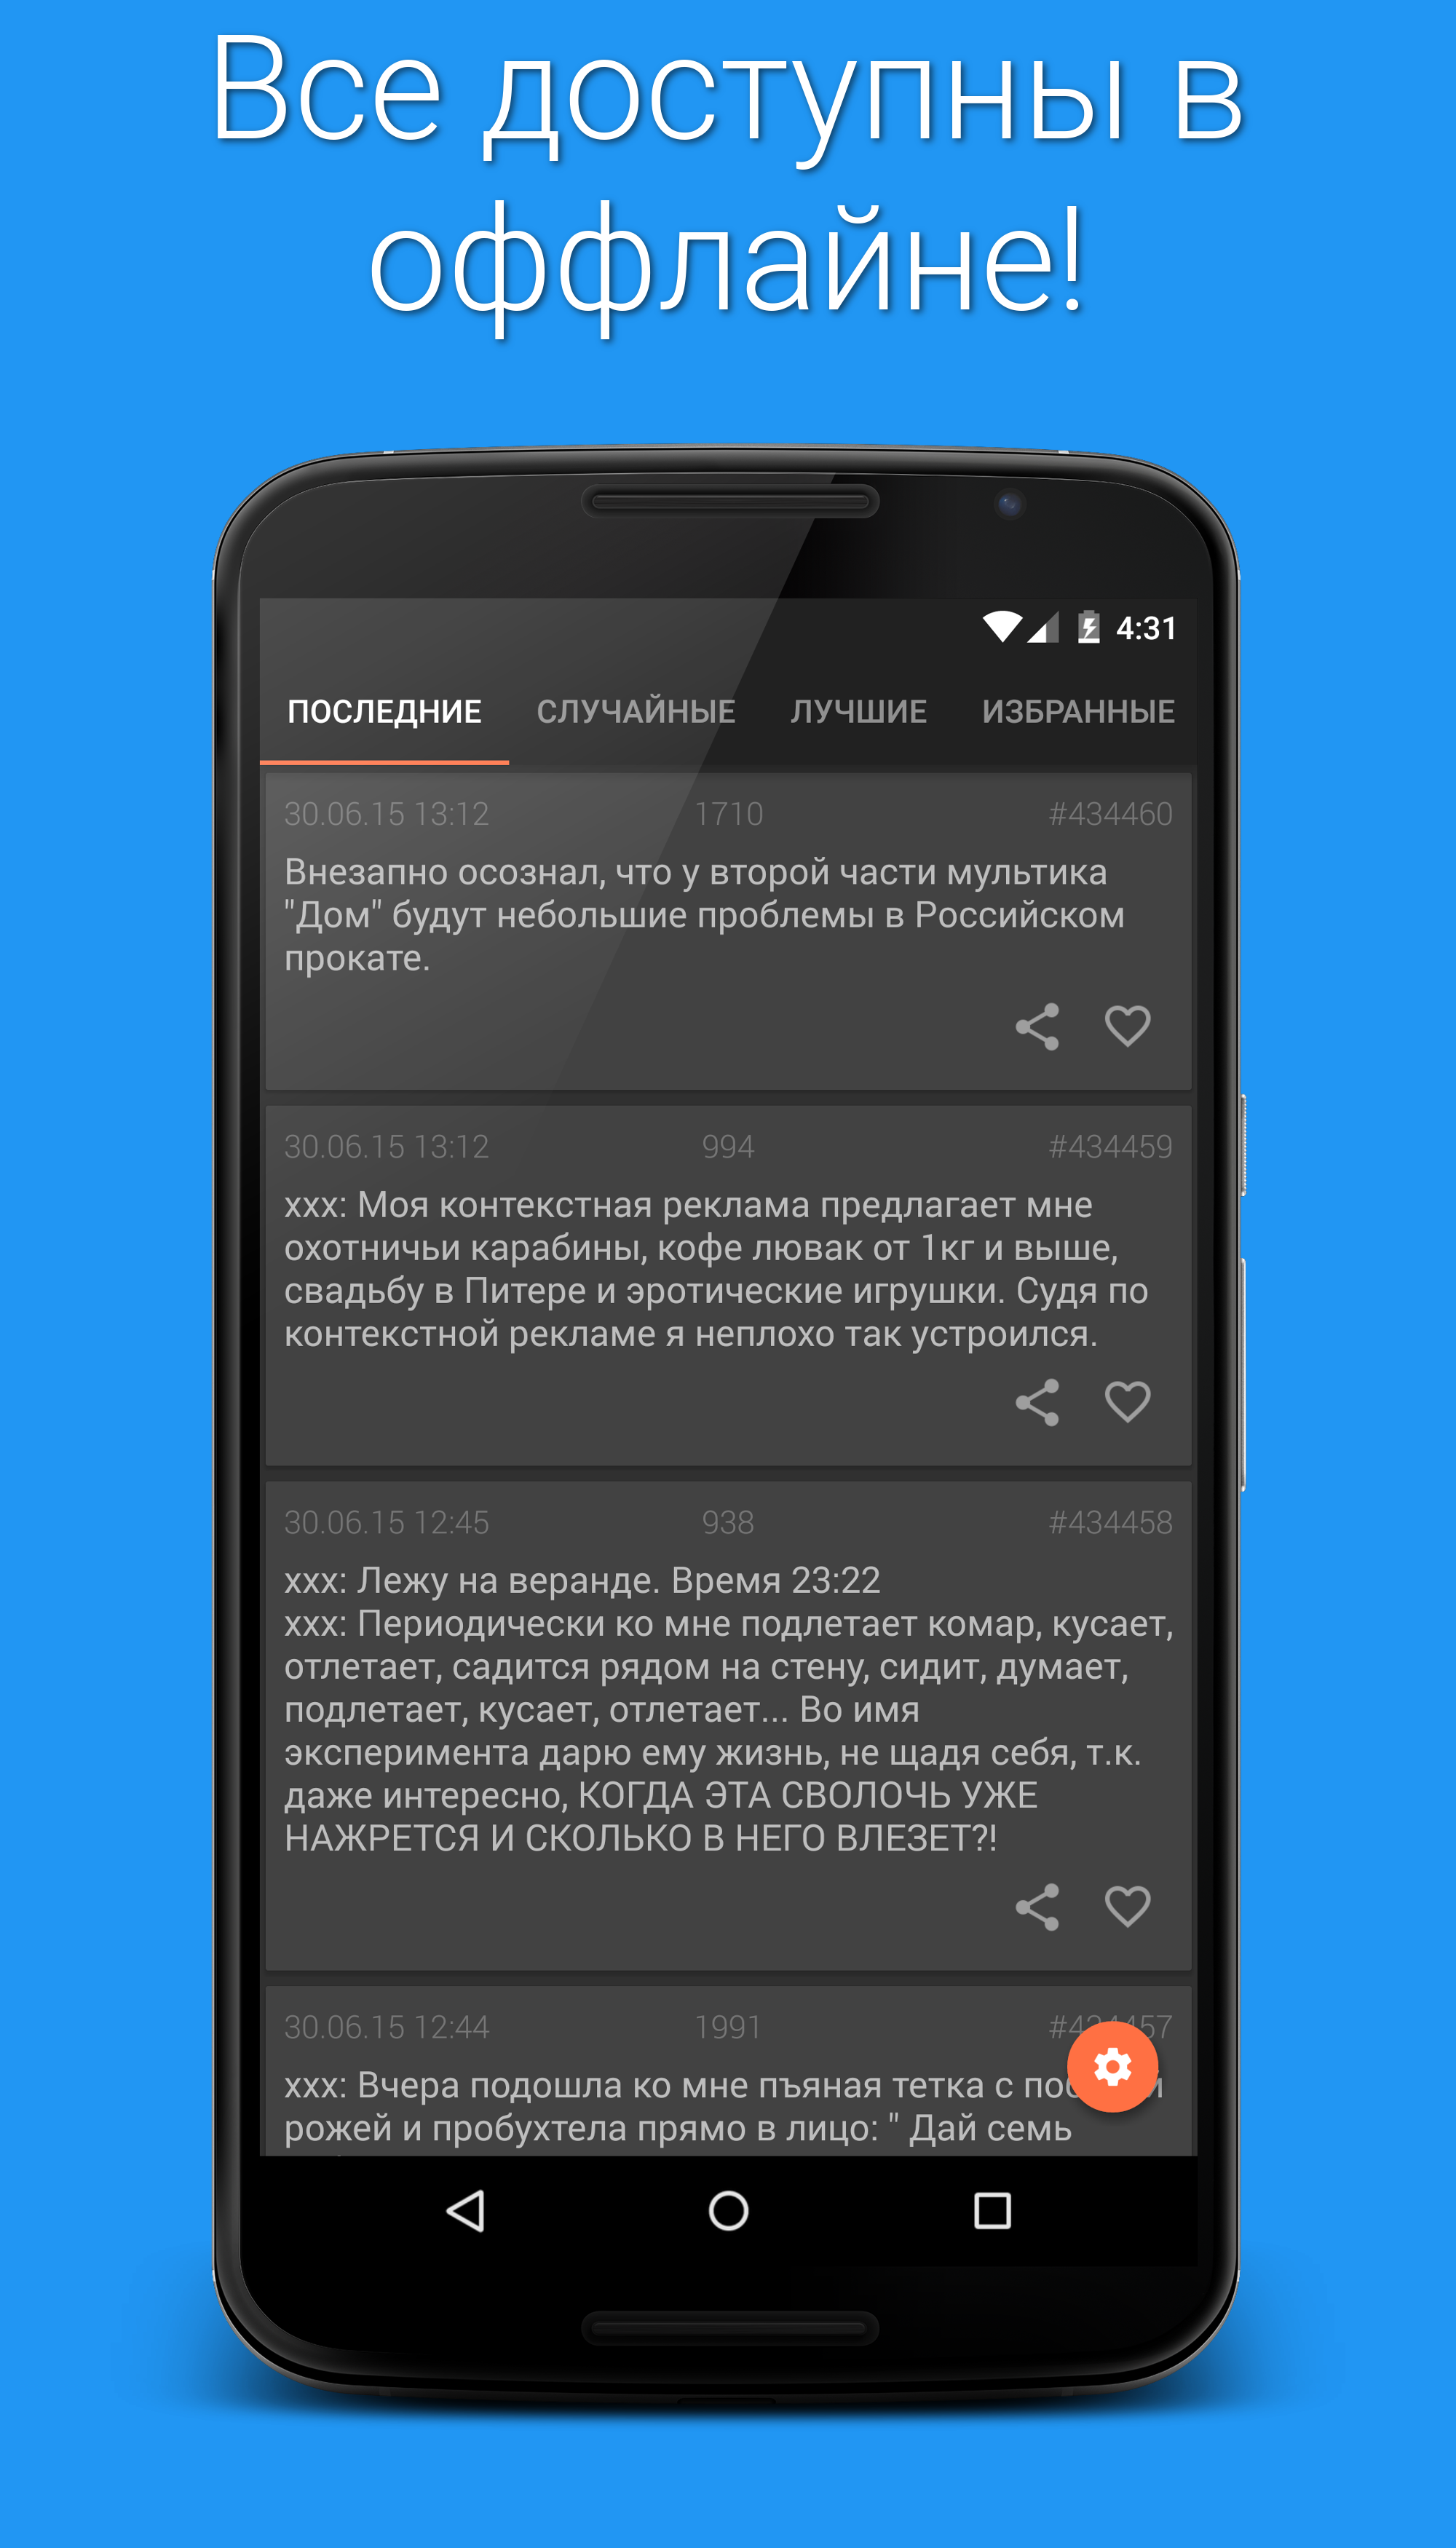 Все доступны в
оффлайне!
4:31
ПОСЛЕДНИЕ СЛУЧАЙНЫЕ ЛУЧШИЕ ИЗБРАННЫЕ
30.06.15 13:12 1710 #434460
Внезапно осознал, что у второй части мультика
"Дом" будут небольшие проблемы в Российском
прокате.
30.06.15 13:12 994 #434459
xxx: Моя контекстная реклама предлагает мне
охотничьи карабины, кофе лювак от 1кг и выше,
свадьбу в Питере и эротические игрушки. Судя по
контекстной рекламе я неплохо так устроился.
30.06.15 12:45 938 #434458
xxx: Лежу на веранде. Время 23:22
xxx: Периодически ко мне подлетает комар, кусает,
отлетает, садится рядом на стену, сидит, думает,
подлетает, кусает, отлетает... Во имя
эксперимента дарю ему жизнь, не щадя себя, т.к.
даже интересно, КОГДА ЭТА СВОЛОЧЬ УЖЕ
НАЖРЕТСЯ И СКОЛЬКО В НЕГО ВЛЕЗЕТ?!
30.06.15 12:44 1991
xxx: Вчера подошла ко мне пъяная тетка с
рожей и пробухтела прямо в лицо: " Дай семь